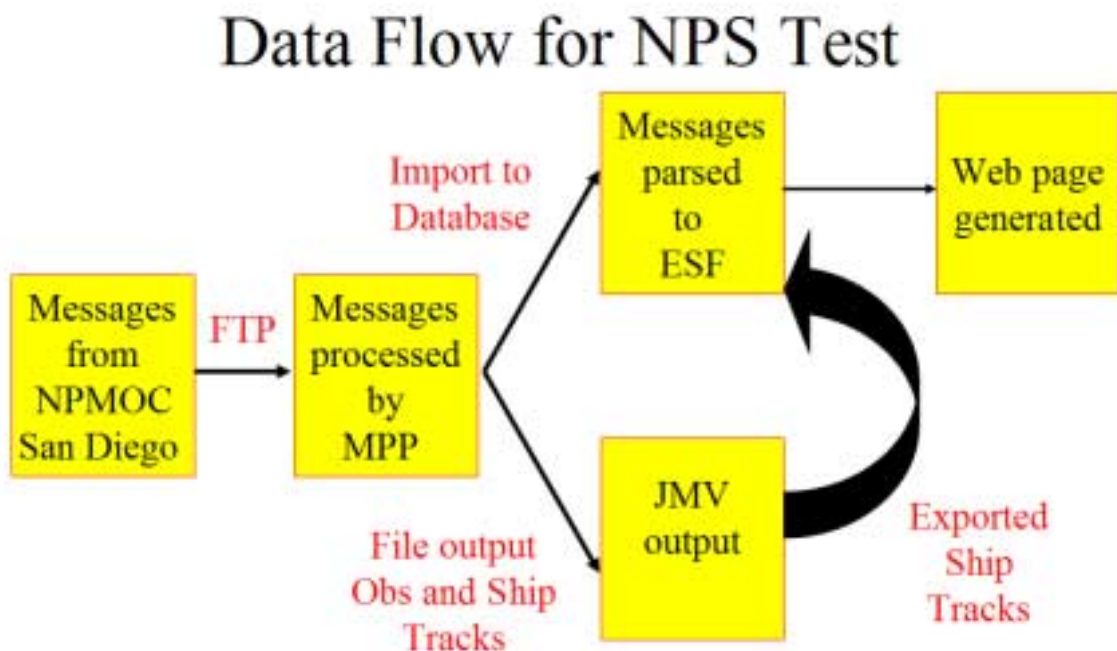 Data Flow for NPS Test
Messages
from
NPMOC
San Diego
FTP
Messages
processed
by
MPP
Import to
Database
Messages
parsed
to
ESF
Web page
generated
File output
Obs and Ship
Tracks
JMV
output
Exported
Ship
Tracks